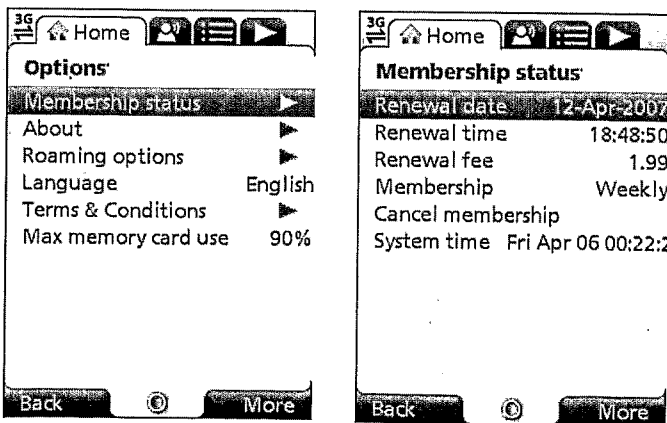 3G
Home
Options
Membership status
About
Roaming options
Language English
Terms & Conditions
Max memory card use 90%
Back More
3G
Home
Membership status
Renewal date 12-Apr-2007
Renewal time 18:48:50
Renewal fee 1.99
Membership Weekly
Cancel membership
System time Fri Apr 06 00:22:2
Back More